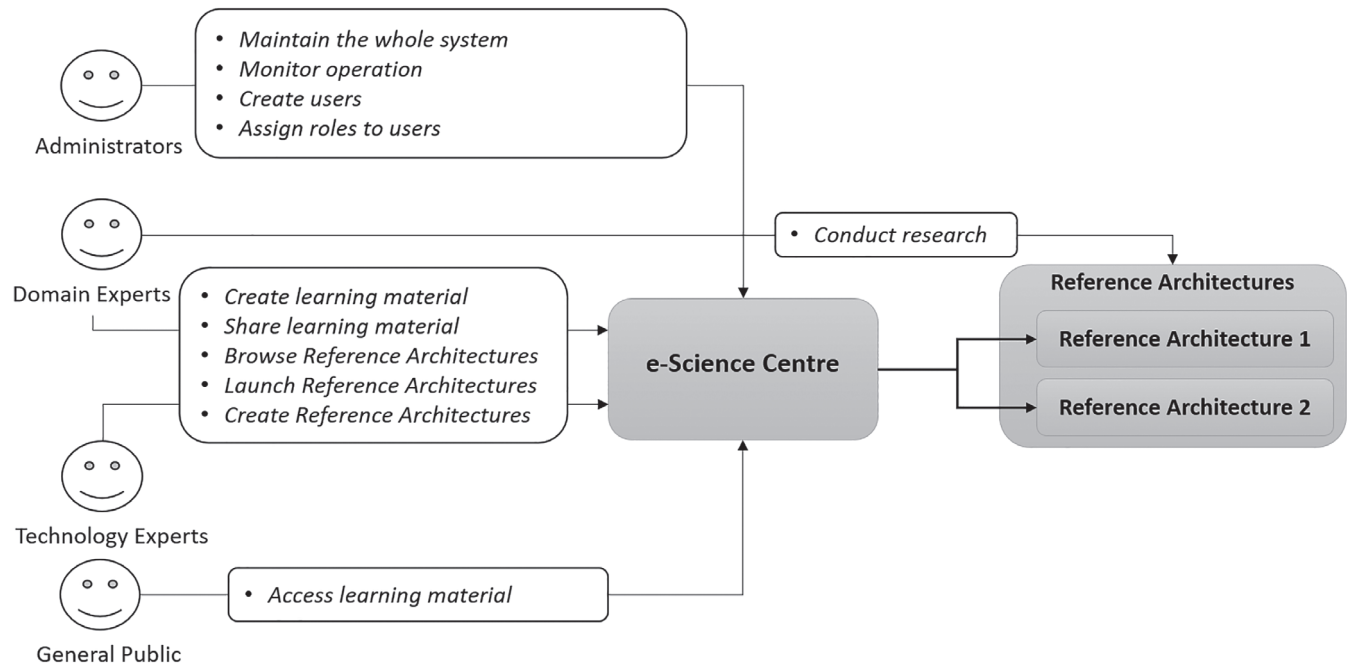 • Maintain the whole system
• Monitor operation
• Create users
• Assign roles to users
Administrators
• Conduct research
Domain Experts
• Create learning material
• Share learning material
• Browse Reference Architectures
• Launch Reference Architectures
• Create Reference Architectures
e-Science Centre
Reference Architectures
Reference Architecture 1
Reference Architecture 2
Technology Experts
• Access learning material
General Public